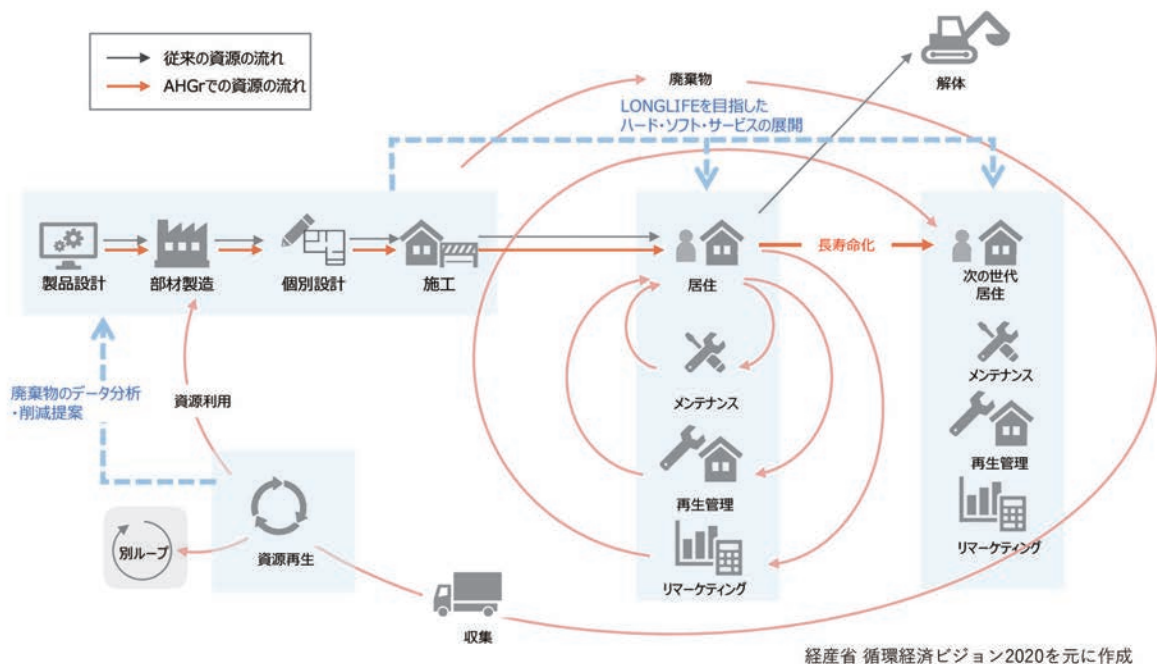 従来の資源の流れ
AHGrでの資源の流れ
解体
廃棄物
LONGLIFEを目指した
ハード・ソフト・サービスの展開
製品設計
部材製造
個別設計
施工
居住
長寿命化
次の世代
居住
メンテナンス
再生管理
リマーケティング
メンテナンス
再生管理
リマーケティング
廃棄物のデータ分析
・削減提案
資源利用
別ループ
資源再生
収集
経産省 循環経済ビジョン2020を元に作成